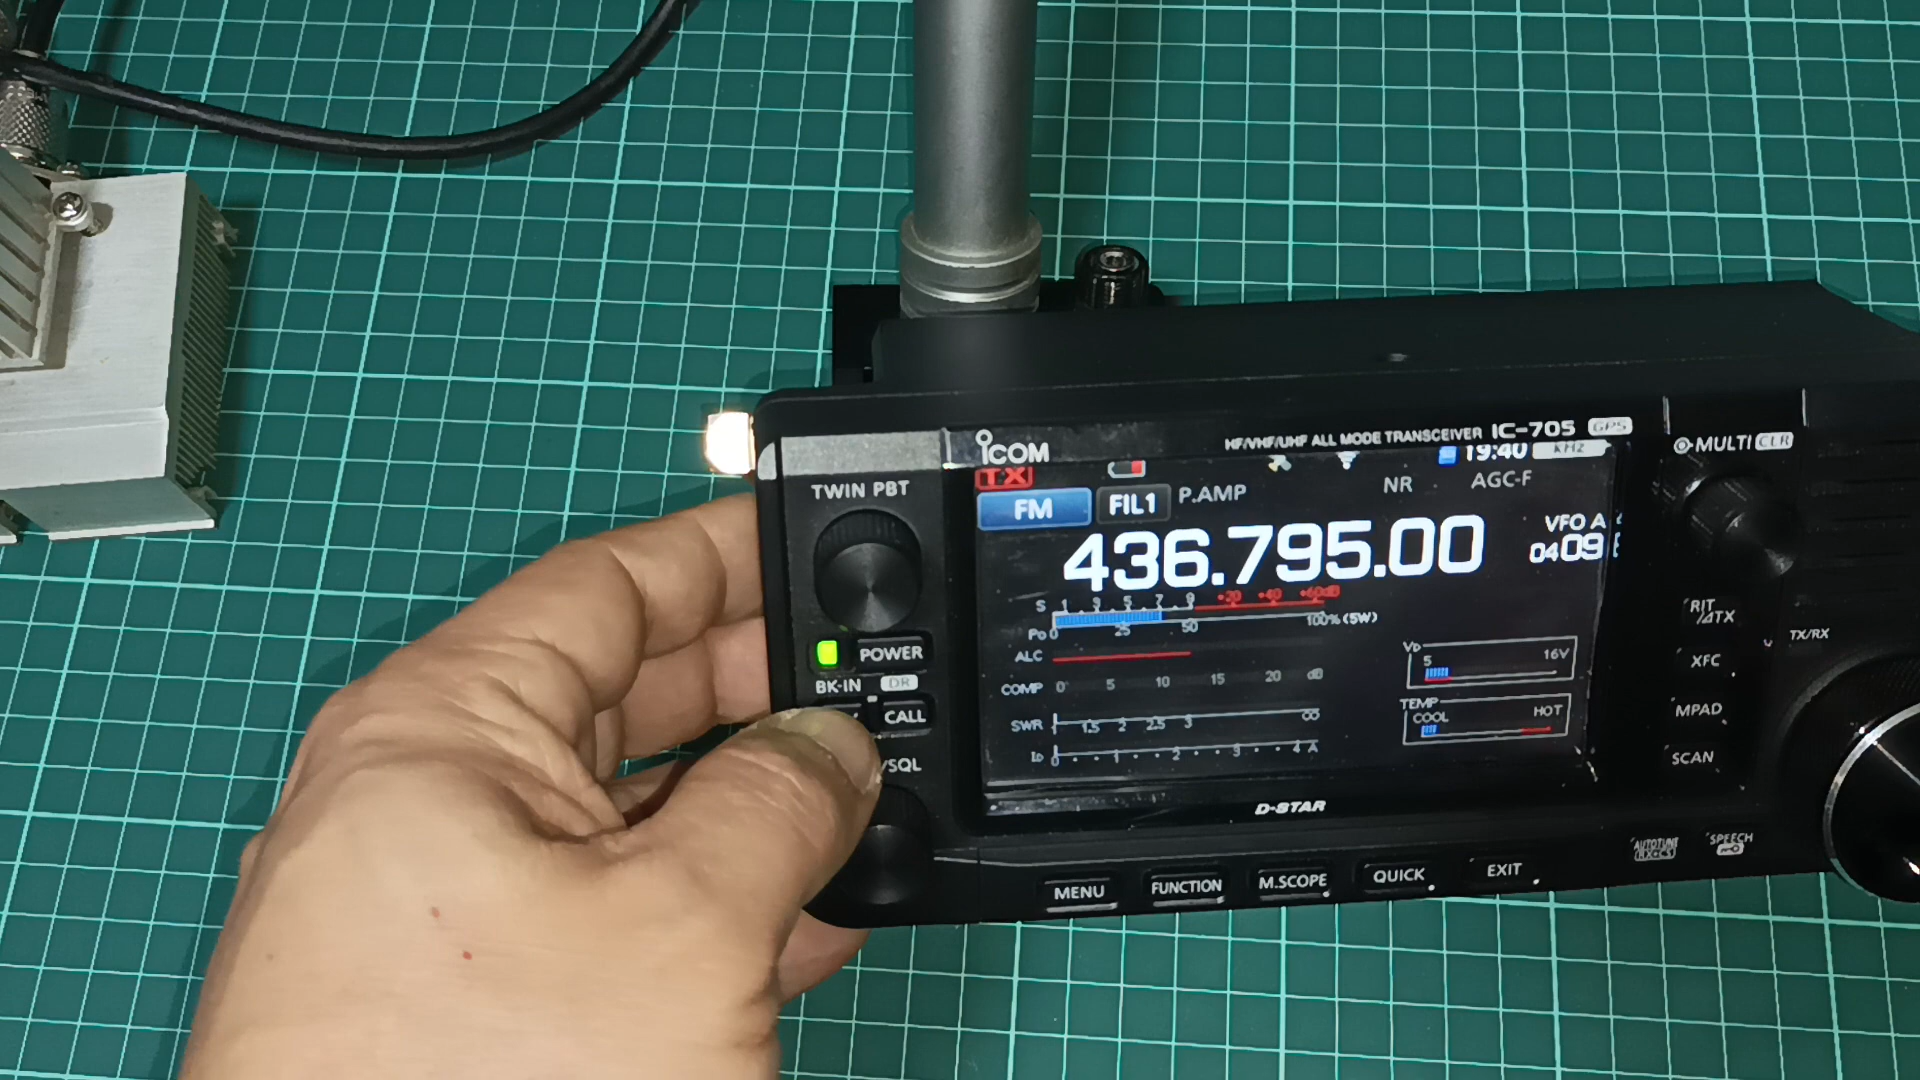 ICOM
HF/VHF/UHF ALL MODE TRANSCEIVER IC-705 GPS
MULTI CLR
TX
19:40
kHz
TWIN PBT
FM FIL1 P.AMP NR AGC-F
436.795.00
VFO A
0409
S 1 3 5 7 9 +20 +40 +60dB
Po 0 25 50 100% (5W)
ALC
COMP 0 5 10 15 20 dB
SWR 1 1.5 2 2.5 3 ∞
ID 0 1 2 3 4 A
VD
5 16V
TEMP
COOL HOT
POWER
BK-IN DR
CALL
/SQL
RIT
/⊿TX
TX/RX
XFC
MPAD
SCAN
D-STAR
AUTOTUNE
RX→CS
SPEECH
MENU FUNCTION M.SCOPE QUICK EXIT